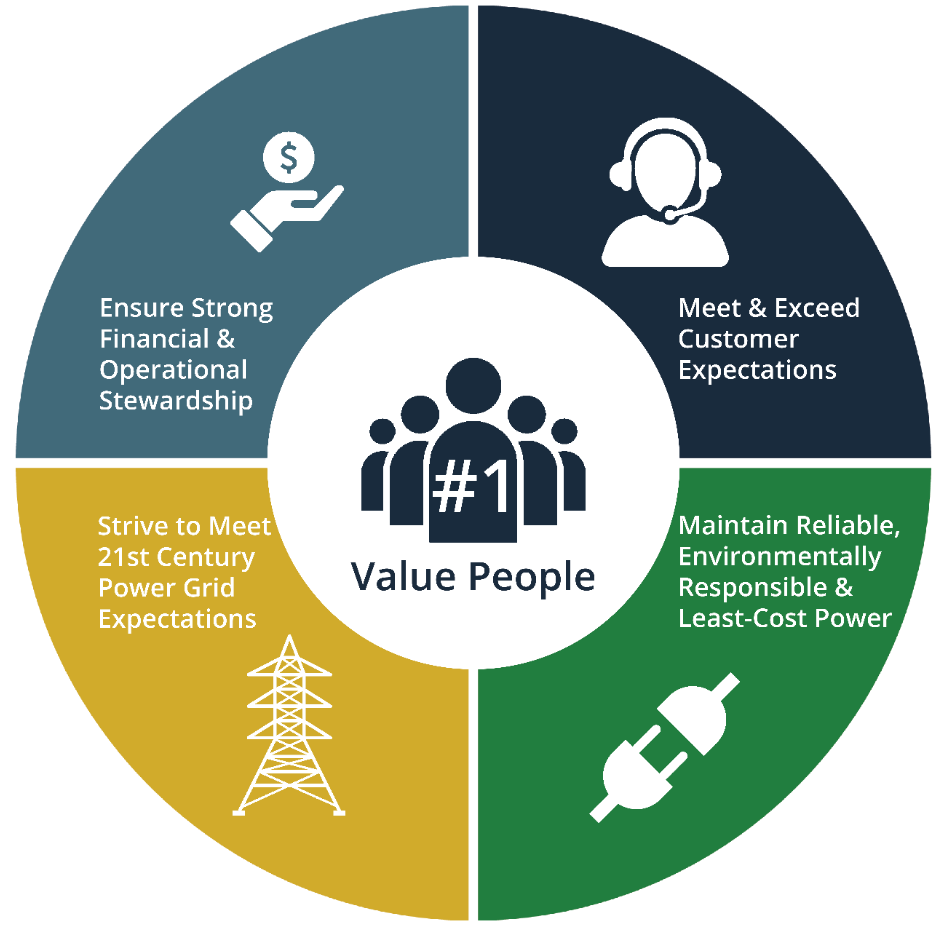 $
Ensure Strong
Financial &
Operational
Stewardship
Meet & Exceed
Customer
Expectations
#1
Value People
Strive to Meet
21st Century
Power Grid
Expectations
Maintain Reliable,
Environmentally
Responsible &
Least-Cost Power